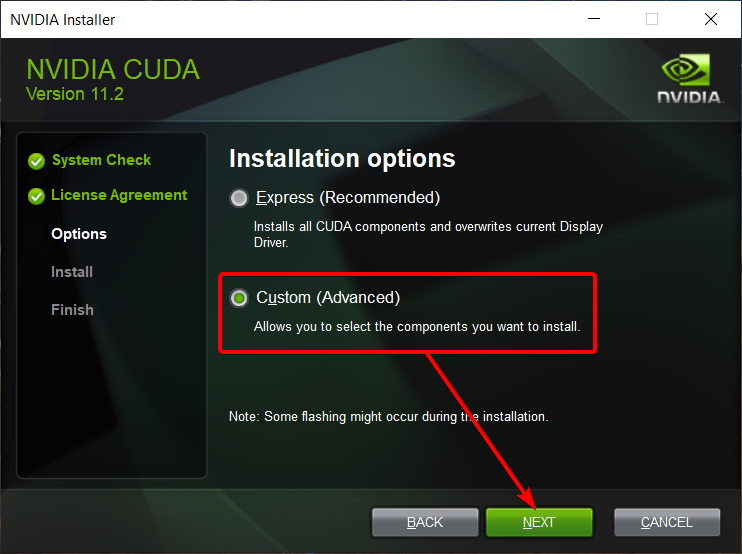 NVIDIA Installer
NVIDIA CUDA
Version 11.2
NVIDIA.
System Check
License Agreement
Options
Install
Finish
Installation options
Express (Recommended)
Installs all CUDA components and overwrites current Display
Driver.
Custom (Advanced)
Allows you to select the components you want to install.
Note: Some flashing might occur during the installation.
BACK
NEXT
CANCEL